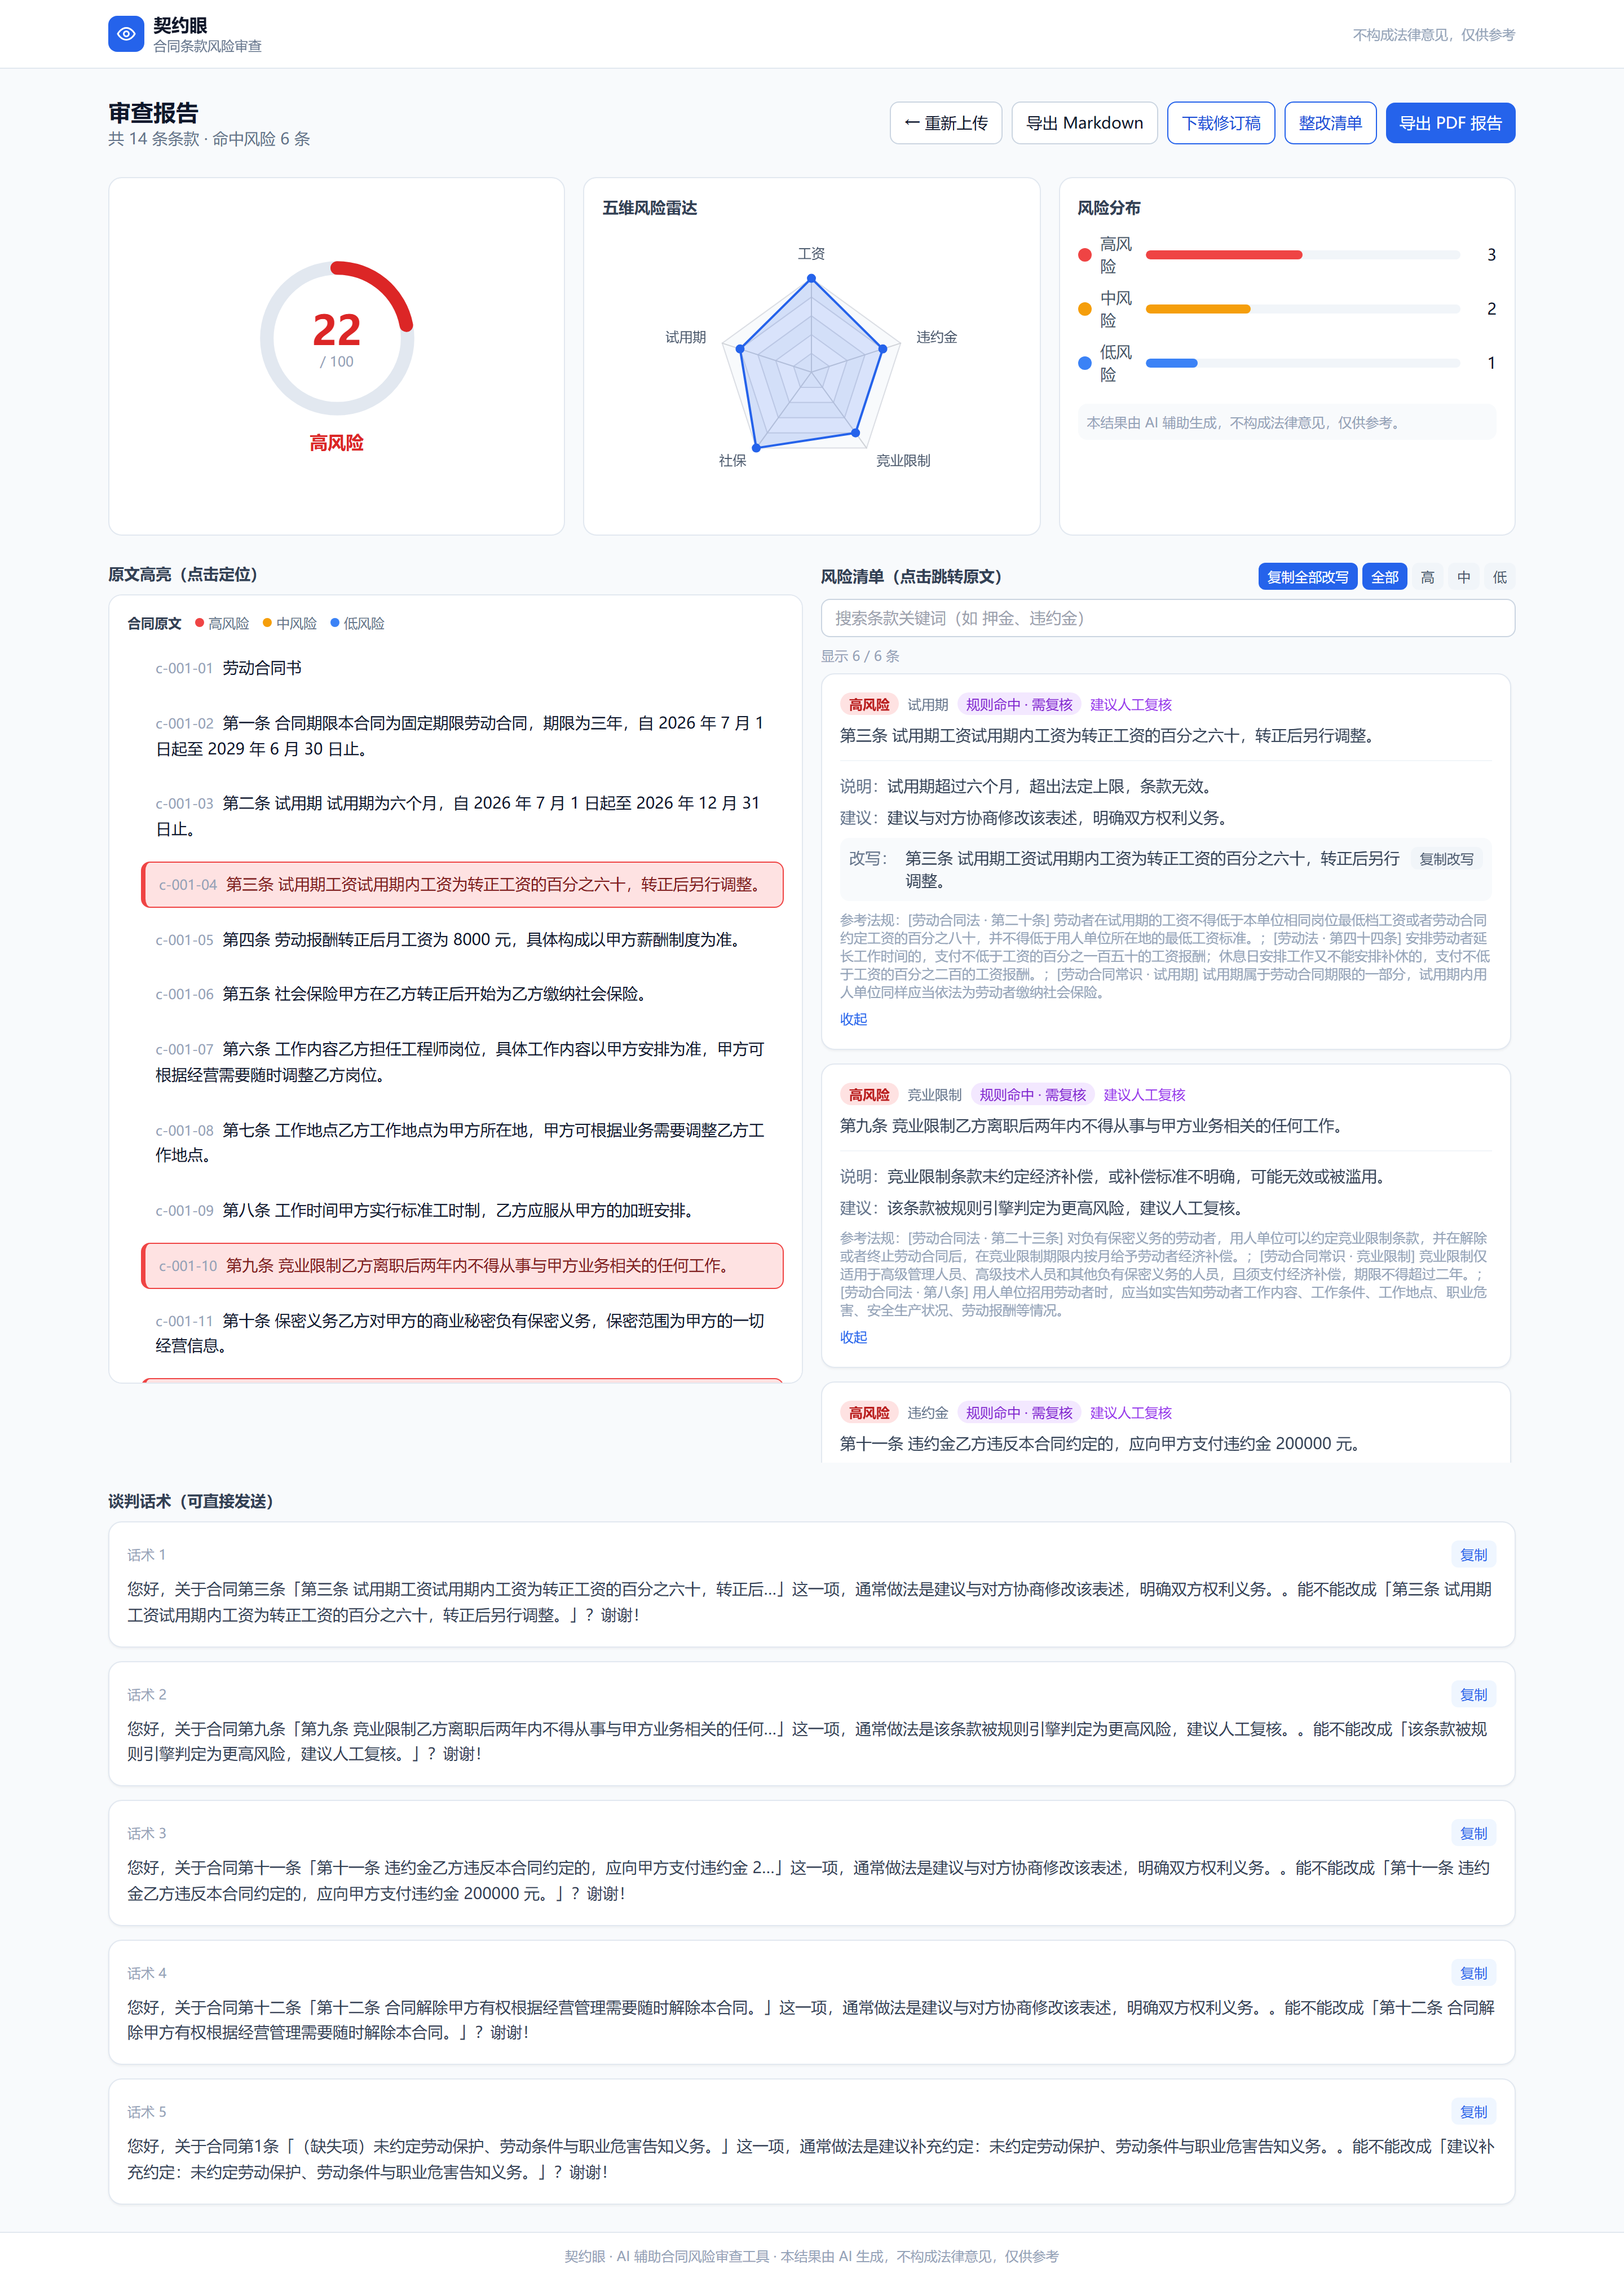 契约眼
合同条款风险审查
不构成法律意见，仅供参考
审查报告
共 14 条条款 · 命中风险 6 条
← 重新上传
导出 Markdown
下载修订稿
整改清单
导出 PDF 报告
22
/ 100
高风险
五维风险雷达
工资
违约金
竞业限制
社保
试用期
风险分布
高风
险
3
中风
险
2
低风
险
1
本结果由 AI 辅助生成，不构成法律意见，仅供参考。
原文高亮（点击定位）
合同原文 高风险 中风险 低风险
c-001-01 劳动合同书
c-001-02 第一条 合同期限本合同为固定期限劳动合同，期限为三年，自 2026 年 7 月 1
日起至 2029 年 6 月 30 日止。
c-001-03 第二条 试用期 试用期为六个月，自 2026 年 7 月 1 日起至 2026 年 12 月 31
日止。
c-001-04 第三条 试用期工资试用期内工资为转正工资的百分之六十，转正后另行调整。
c-001-05 第四条 劳动报酬转正后月工资为 8000 元，具体构成以甲方薪酬制度为准。
c-001-06 第五条 社会保险甲方在乙方转正后开始为乙方缴纳社会保险。
c-001-07 第六条 工作内容乙方担任工程师岗位，具体工作内容以甲方安排为准，甲方可
根据经营需要随时调整乙方岗位。
c-001-08 第七条 工作地点乙方工作地点为甲方所在地，甲方可根据业务需要调整乙方工
作地点。
c-001-09 第八条 工作时间甲方实行标准工时制，乙方应服从甲方的加班安排。
c-001-10 第九条 竞业限制乙方离职后两年内不得从事与甲方业务相关的任何工作。
c-001-11 第十条 保密义务乙方对甲方的商业秘密负有保密义务，保密范围为甲方的一切
经营信息。
风险清单（点击跳转原文）
复制全部改写 全部 高 中 低
搜索条款关键词（如 押金、违约金）
显示 6 / 6 条
高风险 试用期 规则命中 · 需复核 建议人工复核
第三条 试用期工资试用期内工资为转正工资的百分之六十，转正后另行调整。
说明：试用期超过六个月，超出法定上限，条款无效。
建议：建议与对方协商修改该表述，明确双方权利义务。
改写： 第三条 试用期工资试用期内工资为转正工资的百分之六十，转正后另行 复制改写
调整。
参考法规：[劳动合同法 · 第二十条] 劳动者在试用期的工资不得低于本单位相同岗位最低档工资或者劳动合同
约定工资的百分之八十，并不得低于用人单位所在地的最低工资标准。；[劳动法 · 第四十四条] 安排劳动者延
长工作时间的，支付不低于工资的百分之一百五十的工资报酬；休息日安排工作又不能安排补休的，支付不低
于工资的百分之二百的工资报酬。；[劳动合同常识 · 试用期] 试用期属于劳动合同期限的一部分，试用期内用
人单位同样应当依法为劳动者缴纳社会保险。
收起
高风险 竞业限制 规则命中 · 需复核 建议人工复核
第九条 竞业限制乙方离职后两年内不得从事与甲方业务相关的任何工作。
说明：竞业限制条款未约定经济补偿，或补偿标准不明确，可能无效或被滥用。
建议：该条款被规则引擎判定为更高风险，建议人工复核。
参考法规：[劳动合同法 · 第二十三条] 对负有保密义务的劳动者，用人单位可以约定竞业限制条款，并在解除
或者终止劳动合同后，在竞业限制期限内按月给予劳动者经济补偿。；[劳动合同常识 · 竞业限制] 竞业限制仅
适用于高级管理人员、高级技术人员和其他负有保密义务的人员，且须支付经济补偿，期限不得超过二年。；
[劳动合同法 · 第八条] 用人单位招用劳动者时，应当如实告知劳动者工作内容、工作条件、工作地点、职业危
害、安全生产状况、劳动报酬等情况。
收起
高风险 违约金 规则命中 · 需复核 建议人工复核
第十一条 违约金乙方违反本合同约定的，应向甲方支付违约金 200000 元。
谈判话术（可直接发送）
话术 1
复制
您好，关于合同第三条「第三条 试用期工资试用期内工资为转正工资的百分之六十，转正后...」这一项，通常做法是建议与对方协商修改该表述，明确双方权利义务。。能不能改成「第三条 试用期
工资试用期内工资为转正工资的百分之六十，转正后另行调整。」？谢谢！
话术 2
复制
您好，关于合同第九条「第九条 竞业限制乙方离职后两年内不得从事与甲方业务相关的任何...」这一项，通常做法是该条款被规则引擎判定为更高风险，建议人工复核。。能不能改成「该条款被规
则引擎判定为更高风险，建议人工复核。」？谢谢！
话术 3
复制
您好，关于合同第十一条「第十一条 违约金乙方违反本合同约定的，应向甲方支付违约金 2...」这一项，通常做法是建议与对方协商修改该表述，明确双方权利义务。。能不能改成「第十一条 违约
金乙方违反本合同约定的，应向甲方支付违约金 200000 元。」？谢谢！
话术 4
复制
您好，关于合同第十二条「第十二条 合同解除甲方有权根据经营管理需要随时解除本合同。」这一项，通常做法是建议与对方协商修改该表述，明确双方权利义务。。能不能改成「第十二条 合同解
除甲方有权根据经营管理需要随时解除本合同。」？谢谢！
话术 5
复制
您好，关于合同第1条「（缺失项）未约定劳动保护、劳动条件与职业危害告知义务。」这一项，通常做法是建议补充约定：未约定劳动保护、劳动条件与职业危害告知义务。。能不能改成「建议补
充约定：未约定劳动保护、劳动条件与职业危害告知义务。」？谢谢！
契约眼 · AI 辅助合同风险审查工具 · 本结果由 AI 生成，不构成法律意见，仅供参考